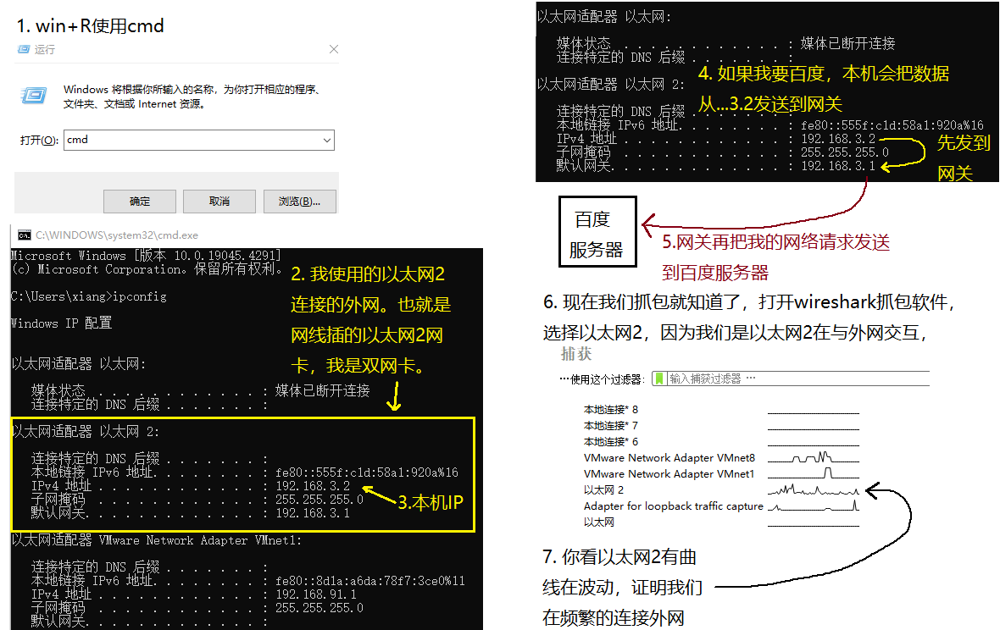 1. win+R使用cmd
运行
Windows 将根据你所输入的名称，为你打开相应的程序、
文件夹、文档或 Internet 资源。
打开(O): cmd
确定 取消 浏览(B)...
C:\WINDOWS\system32\cmd.exe
Microsoft Windows [版本 10.0.19045.4291]
(c) Microsoft Corporation。保留所有权利。
C:\Users\xiang>ipconfig
Windows IP 配置
以太网适配器 以太网:
媒体状态 . . . . . . . . . . . . : 媒体已断开连接
连接特定的 DNS 后缀 . . . . . . . :
2. 我使用的以太网2
连接的外网。也就是
网线插的以太网2网
卡，我是双网卡。
以太网适配器 以太网 2:
连接特定的 DNS 后缀 . . . . . . . :
本地链接 IPv6 地址. . . . . . . . : fe80::555f:c1d:58a1:920a%16
IPv4 地址 . . . . . . . . . . . . : 192.168.3.2
子网掩码 . . . . . . . . . . . . : 255.255.255.0
默认网关. . . . . . . . . . . . . : 192.168.3.1
3.本机IP
以太网适配器 VMware Network Adapter VMnet1:
连接特定的 DNS 后缀 . . . . . . . :
本地链接 IPv6 地址. . . . . . . . : fe80::8d1a:a6da:78f7:3ce0%11
IPv4 地址 . . . . . . . . . . . . : 192.168.91.1
子网掩码 . . . . . . . . . . . . : 255.255.255.0
默认网关. . . . . . . . . . . . . :
以太网适配器 以太网:
媒体状态 . . . . . . . . . . . . : 媒体已断开连接
连接特定的 DNS 后缀 . . . . . . . :
4. 如果我要百度，本机会把数据
从...3.2发送到网关
以太网适配器 以太网 2:
连接特定的 DNS 后缀 . . . . . . . :
本地链接 IPv6 地址. . . . . . . . : fe80::555f:c1d:58a1:920a%16
IPv4 地址 . . . . . . . . . . . . : 192.168.3.2
子网掩码 . . . . . . . . . . . . : 255.255.255.0
默认网关. . . . . . . . . . . . . : 192.168.3.1
先发到
网关
百度
服务器
5.网关再把我的网络请求发送
到百度服务器
6. 现在我们抓包就知道了，打开wireshark抓包软件，
选择以太网2，因为我们是以太网2在与外网交互，
捕获
…使用这个过滤器: 输入捕获过滤器 …
本地连接* 8
本地连接* 7
本地连接* 6
VMware Network Adapter VMnet8
VMware Network Adapter VMnet1
以太网 2
Adapter for loopback traffic capture
以太网
7. 你看以太网2有曲
线在波动，证明我们
在频繁的连接外网